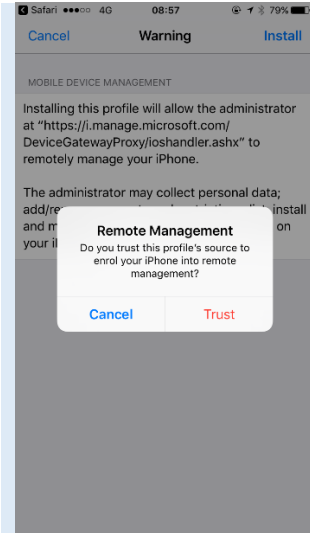 Safari 4G 08:57 79%
Cancel Warning Install
MOBILE DEVICE MANAGEMENT
Installing this profile will allow the administrator
at "https://i.manage.microsoft.com/
DeviceGatewayProxy/ioshandler.ashx" to
remotely manage your iPhone.
The administrator may collect personal data;
install
and on
your
Remote Management
Do you trust this
profile's source to
enrol your iPhone into remote
management?
Cancel Trust